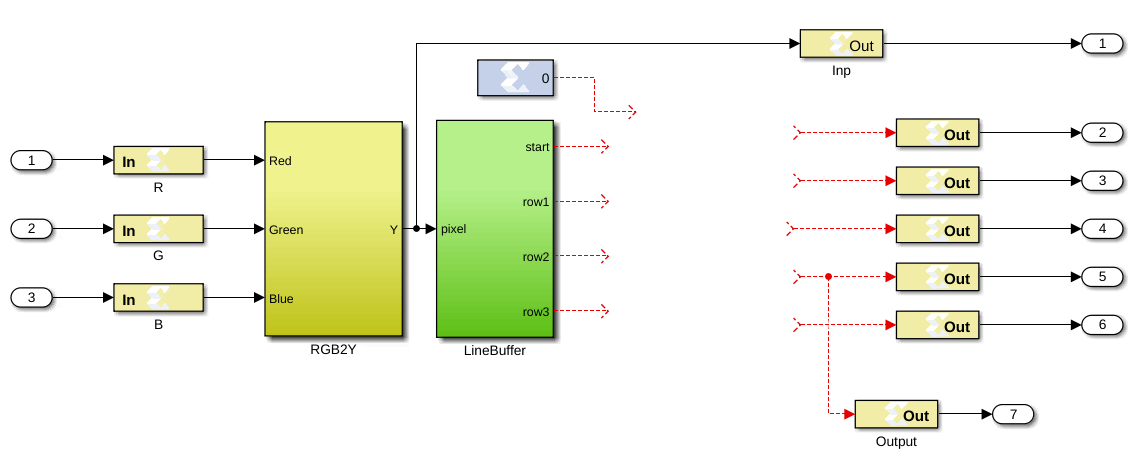 Out
1
Inp
0
start
Out
2
1
In
Red
R
row1
Out
3
2
In
Green
Y
pixel
G
row2
Out
4
Out
5
3
In
Blue
B
row3
Out
6
RGB2Y
LineBuffer
Out
7
Output